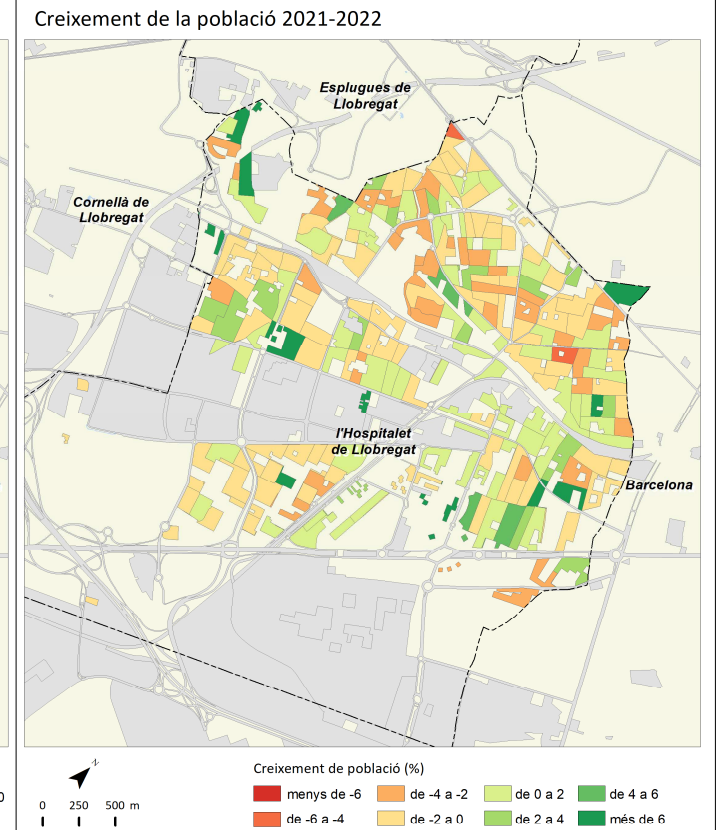 Creixement de la població 2021-2022
Esplugues de
Llobregat
Cornellà de
Llobregat
l'Hospitalet
de Llobregat
Barcelona
0
N
0 250 500 m
Creixement de població (%)
menys de -6
de -4 a -2
de 0 a 2
de 4 a 6
de -6 a -4
de -2 a 0
de 2 a 4
més de 6